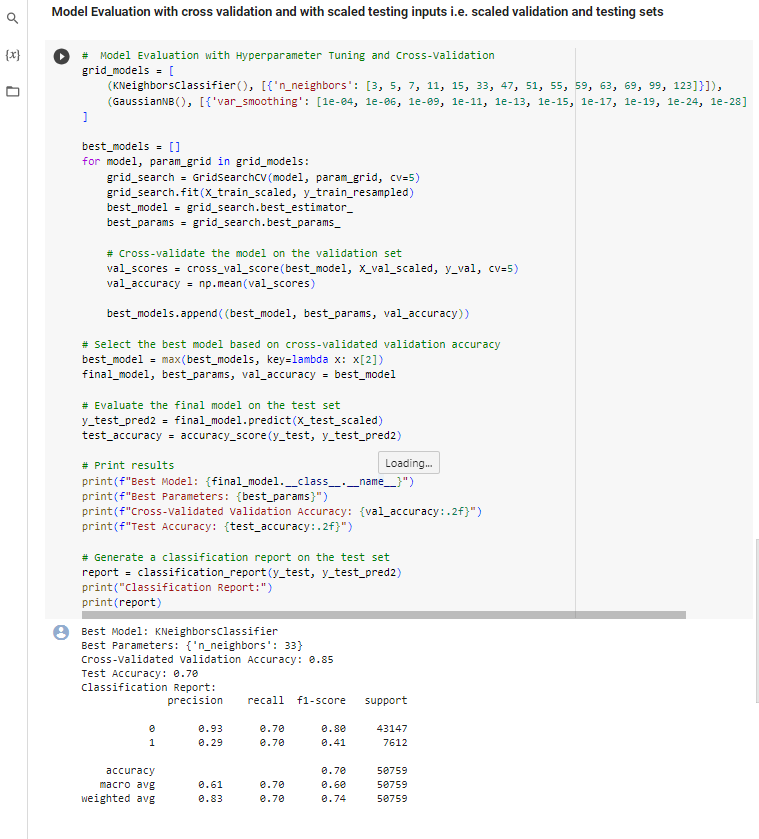 Model Evaluation with cross validation and with scaled testing inputs i.e. scaled validation and testing sets
{x}
#  Model Evaluation with Hyperparameter Tuning and Cross-Validation
grid_models = [
    (KNeighborsClassifier(), [{'n_neighbors': [3, 5, 7, 11, 15, 33, 47, 51, 55, 59, 63, 69, 99, 123]}]),
    (GaussianNB(), [{'var_smoothing': [1e-04, 1e-06, 1e-09, 1e-11, 1e-13, 1e-15, 1e-17, 1e-19, 1e-24, 1e-28]
]
best_models = []
for model, param_grid in grid_models:
    grid_search = GridSearchCV(model, param_grid, cv=5)
    grid_search.fit(X_train_scaled, y_train_resampled)
    best_model = grid_search.best_estimator_
    best_params = grid_search.best_params_
    # Cross-validate the model on the validation set
    val_scores = cross_val_score(best_model, X_val_scaled, y_val, cv=5)
    val_accuracy = np.mean(val_scores)
    best_models.append((best_model, best_params, val_accuracy))
# Select the best model based on cross-validated validation accuracy
best_model = max(best_models, key=lambda x: x[2])
final_model, best_params, val_accuracy = best_model
# Evaluate the final model on the test set
y_test_pred2 = final_model.predict(X_test_scaled)
test_accuracy = accuracy_score(y_test, y_test_pred2)
Loading...
# Print results
print(f"Best Model: {final_model.__class__.__name__}")
print(f"Best Parameters: {best_params}")
print(f"Cross-Validated Validation Accuracy: {val_accuracy:.2f}")
print(f"Test Accuracy: {test_accuracy:.2f}")
# Generate a classification report on the test set
report = classification_report(y_test, y_test_pred2)
print("Classification Report:")
print(report)
Best Model: KNeighborsClassifier
Best Parameters: {'n_neighbors': 33}
Cross-Validated Validation Accuracy: 0.85
Test Accuracy: 0.70
Classification Report:
              precision    recall  f1-score   support
           0       0.93      0.70      0.80     43147
           1       0.29      0.70      0.41      7612
    accuracy                           0.70     50759
   macro avg       0.61      0.70      0.60     50759
weighted avg       0.83      0.70      0.74     50759